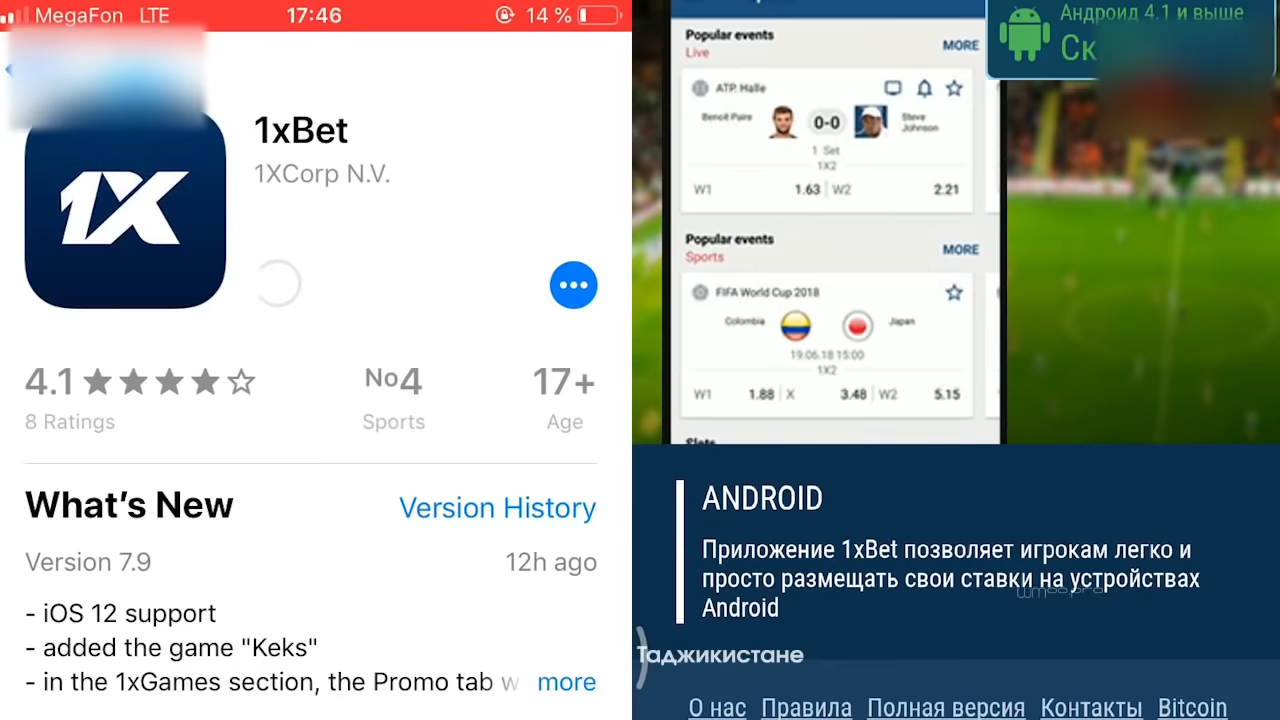 MegaFon LTE 17:46 14 %
1xBet
1XCorp N.V.
1X
4.1
8 Ratings
No4
Sports
17+
Age
What's New
Version History
Version 7.9
12h ago
- iOS 12 support
- added the game "Keks"
- in the 1xGames section, the Promo tab w more
Андроид 4.1 и выше
Ск
Popular events
Live
MORE
ATP. Halle
Benoit Paire
0-0
Steve
Johnson
1. Set
1X2
W1 1.63 W2 2.21
Popular events
Sports
MORE
FIFA World Cup 2018
Colombia
Japan
19.06.18 15:00
1X2
W1 1.88 X 3.48 W2 5.15
Slots
ANDROID
Приложение 1xBet позволяет игрокам легко и
просто размещать свои ставки на устройствах
Android
Таджикистане
О нас Правила Полная версия Контакты Bitcoin